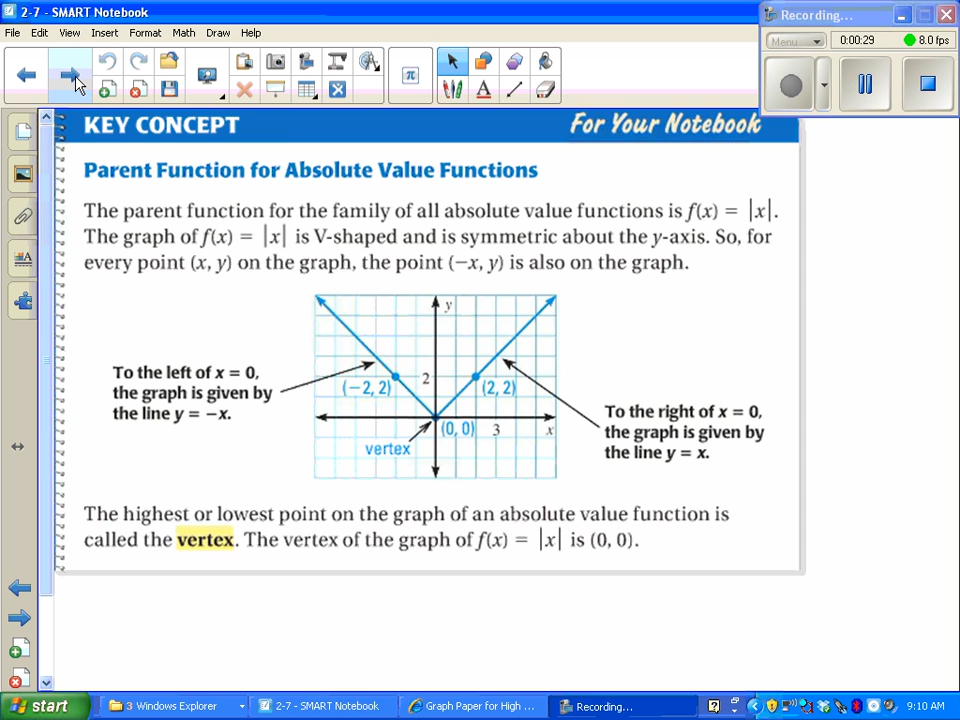 2-7 - SMART Notebook
File Edit View Insert Format Math Draw Help
Recording...
Menu 0:00:29 8.0 fps
π
A
KEY CONCEPT For Your Notebook
Parent Function for Absolute Value Functions
The parent function for the family of all absolute value functions is f(x) = |x|.
The graph of f(x) = |x| is V-shaped and is symmetric about the y-axis. So, for
every point (x, y) on the graph, the point (−x, y) is also on the graph.
y
To the left of x = 0,
the graph is given by
the line y = −x.
(−2, 2)
2
(2, 2)
(0, 0)
3
x
vertex
To the right of x = 0,
the graph is given by
the line y = x.
The highest or lowest point on the graph of an absolute value function is
called the vertex. The vertex of the graph of f(x) = |x| is (0, 0).
start 3 Windows Explorer 2-7 - SMART Notebook Graph Paper for High ... Recording... 9:10 AM